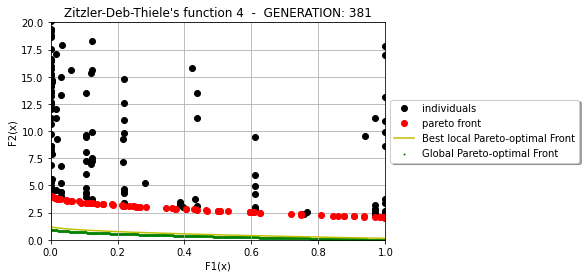 Zitzler-Deb-Thiele's function 4  -  GENERATION: 381
20.0
17.5
15.0
12.5
10.0
7.5
5.0
2.5
0.0
F2(x)
0.0 0.2 0.4 0.6 0.8 1.0
F1(x)
individuals
pareto front
Best local Pareto-optimal Front
Global Pareto-optimal Front